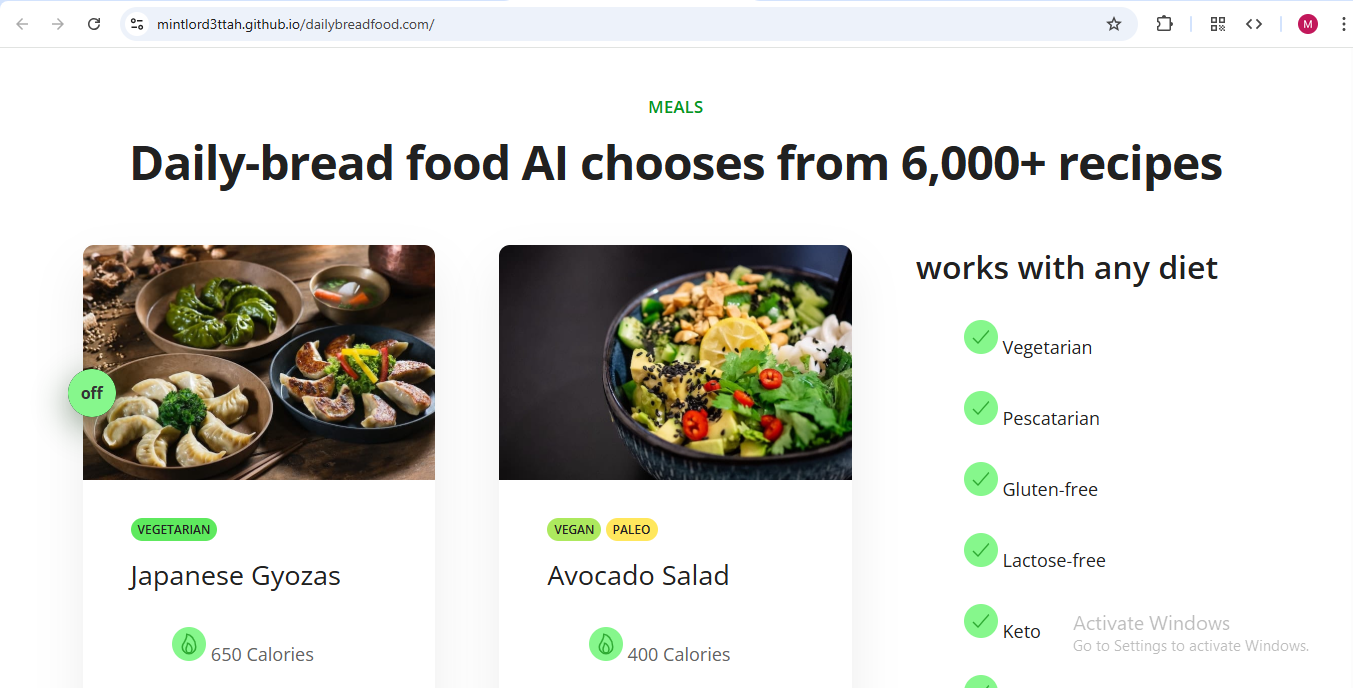 mintlord3ttah.github.io/dailybreadfood.com/
M
MEALS
Daily-bread food AI chooses from 6,000+ recipes
off
VEGETARIAN
Japanese Gyozas
650 Calories
VEGAN PALEO
Avocado Salad
400 Calories
works with any diet
Vegetarian
Pescatarian
Gluten-free
Lactose-free
Keto
Activate Windows
Go to Settings to activate Windows.